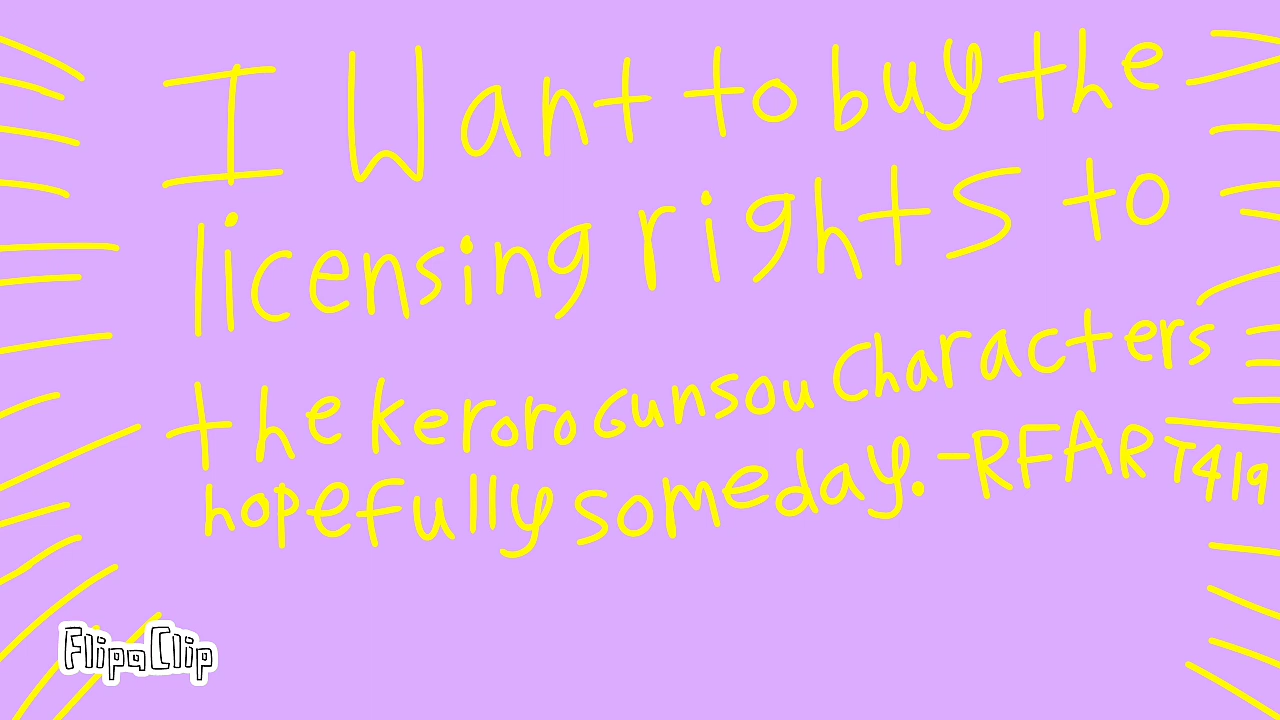 I Want to buy the
licensing rights to
the keroro Gunsou Characters
hopefully someday. -RFART419
FlipaClip